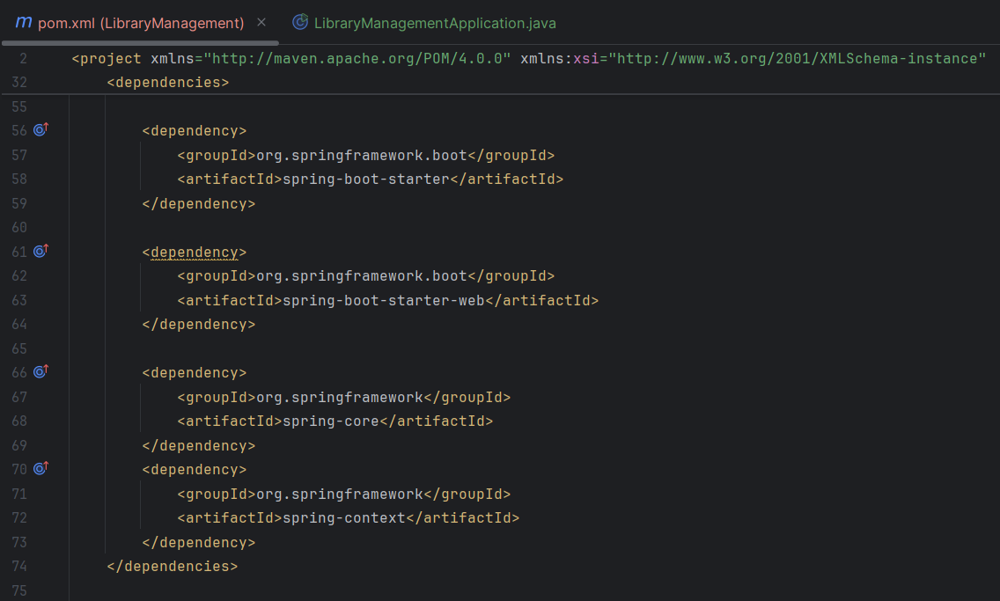 m pom.xml (LibraryManagement) × LibraryManagementApplication.java
2 <project xmlns="http://maven.apache.org/POM/4.0.0" xmlns:xsi="http://www.w3.org/2001/XMLSchema-instance"
32 <dependencies>
55
56 <dependency>
57 <groupId>org.springframework.boot</groupId>
58 <artifactId>spring-boot-starter</artifactId>
59 </dependency>
60
61 <dependency>
62 <groupId>org.springframework.boot</groupId>
63 <artifactId>spring-boot-starter-web</artifactId>
64 </dependency>
65
66 <dependency>
67 <groupId>org.springframework</groupId>
68 <artifactId>spring-core</artifactId>
69 </dependency>
70 <dependency>
71 <groupId>org.springframework</groupId>
72 <artifactId>spring-context</artifactId>
73 </dependency>
74 </dependencies>
75